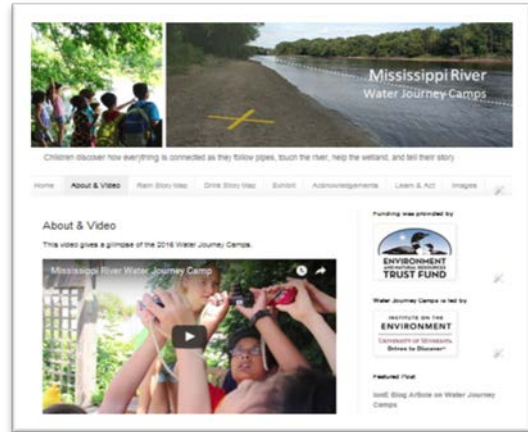 Mississippi River
Water Journey Camps
Children discover how everything is connected as they follow pipes, touch the river, help the wetland, and tell their story
Home About & Video Rain Story Map Drink Story Map Exhibit Acknowledgements Learn & Act Images
About & Video
This video gives a glimpse of the 2016 Water Journey Camps.
Mississippi River Water Journey Camp
Funding was provided by
ENVIRONMENT
AND NATURAL RESOURCES
TRUST FUND
Water Journey Camps is led by
INSTITUTE ON THE
ENVIRONMENT
UNIVERSITY OF MINNESOTA
Driven to Discover
Featured Post
IonE Blog Article on Water Journey
Camps